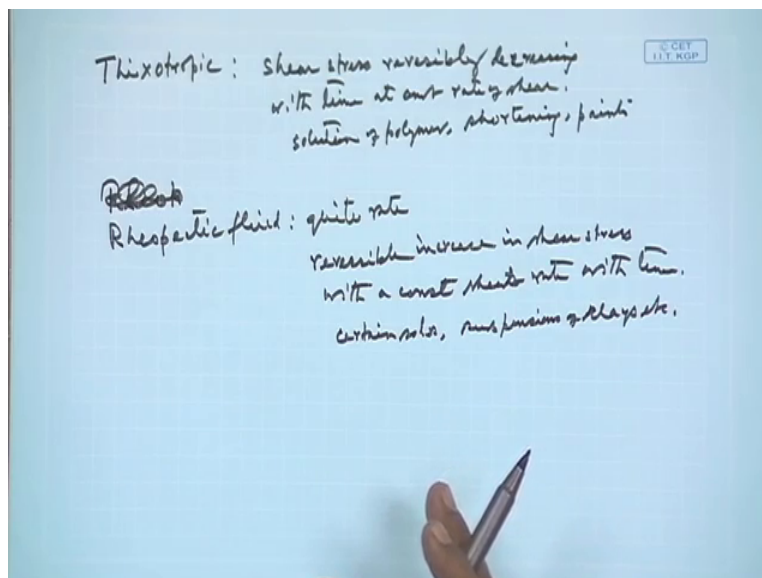 Thixotropic : shear stress reversibly decreasing
with time at const rate of shear.
solution of polymer, shortening, paints
Rheopectic fluid : quite rate
reversible increase in shear stress
with a const shear rate with time.
certain sols, suspensions of clays etc.
© CET
I.I.T. KGP